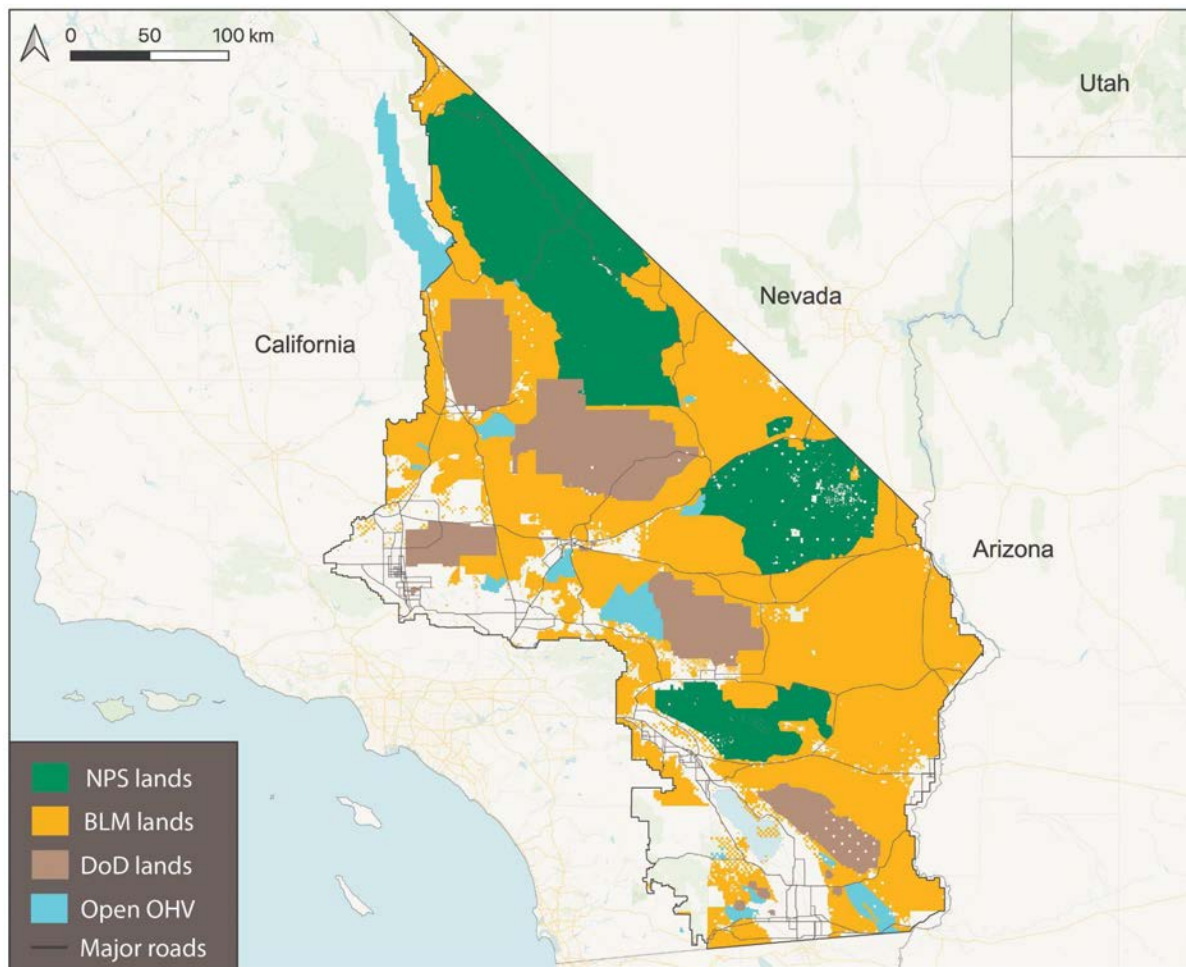 0 50 100 km
Utah
Nevada
California
Arizona
NPS lands
BLM lands
DoD lands
Open OHV
Major roads